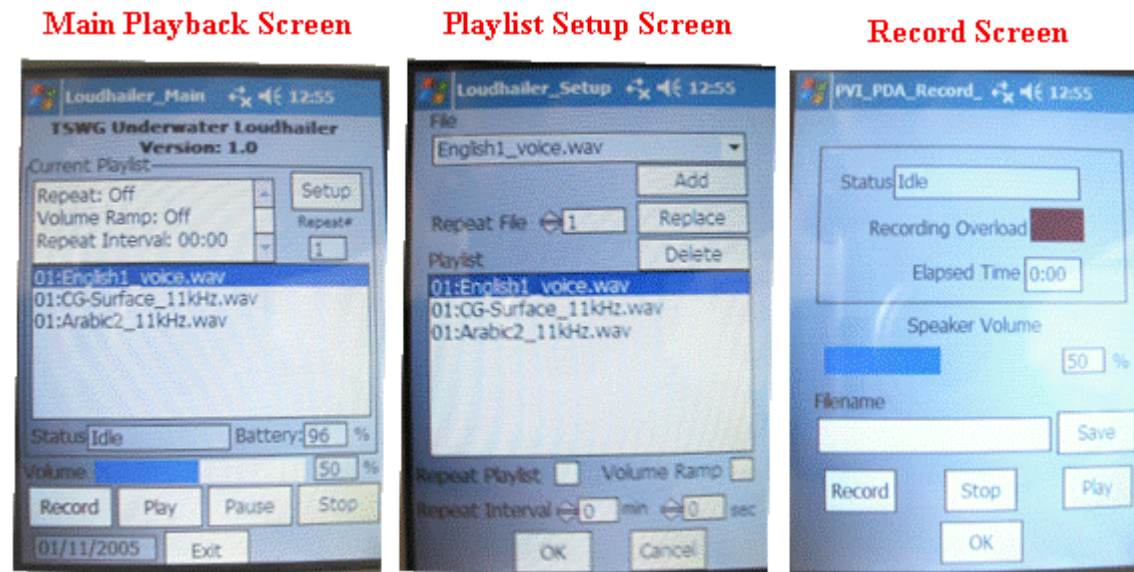 Main Playback Screen
Playlist Setup Screen
Record Screen
Loudhailer_Main 12:55
TSWG Underwater Loudhailer
Version: 1.0
Current Playlist
Repeat: Off
Volume Ramp: Off
Repeat Interval: 00:00
Setup
Repeat#
1
01:English1_voice.wav
01:CG-Surface_11kHz.wav
01:Arabic2_11kHz.wav
Status Idle Battery: 96 %
Volume 50 %
Record Play Pause Stop
01/11/2005 Exit
Loudhailer_Setup 12:55
File
English1_voice.wav
Add
Repeat File 1 Replace
Delete
Playlist
01:English1_voice.wav
01:CG-Surface_11kHz.wav
01:Arabic2_11kHz.wav
Repeat Playlist Volume Ramp
Repeat Interval 0 min 0 sec
OK Cancel
PVI_PDA_Record_ 12:55
Status Idle
Recording Overload
Elapsed Time 0:00
Speaker Volume
50 %
Filename
Save
Record Stop Play
OK